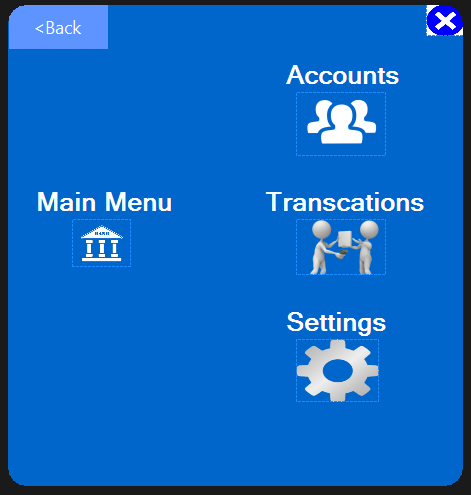 <Back
Accounts
Main Menu
Transcations
Settings